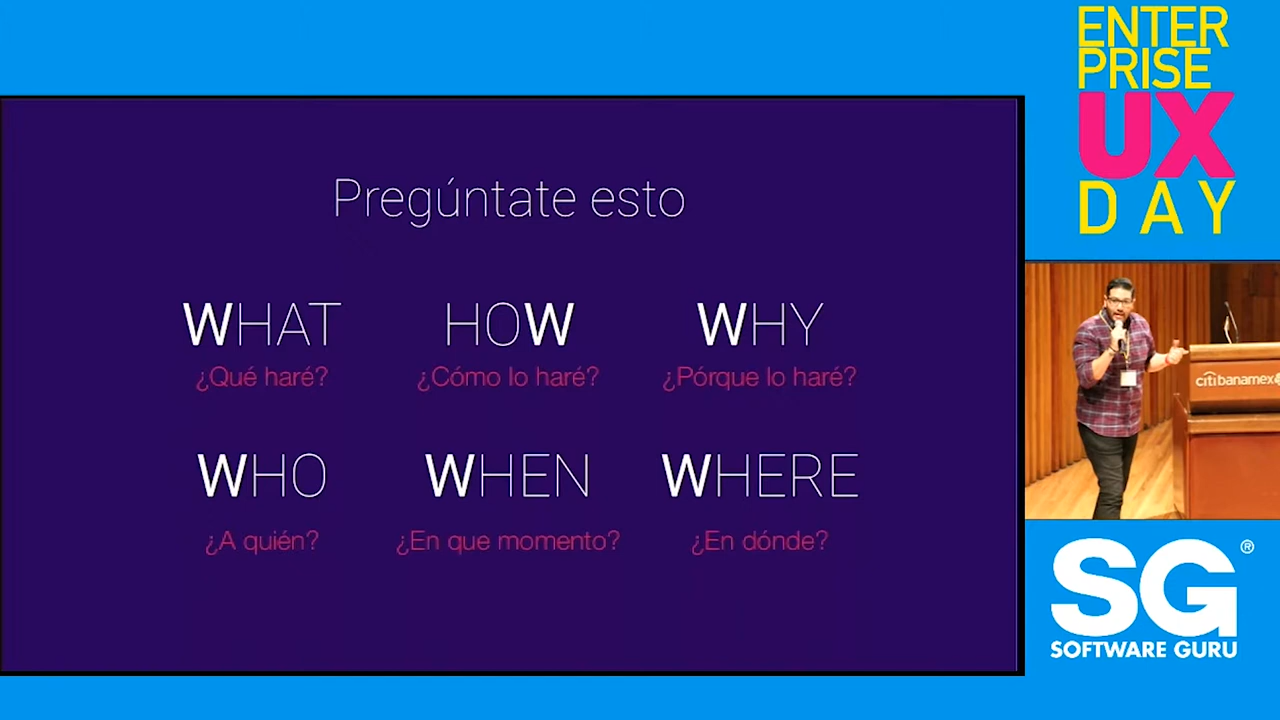 Pregúntate esto
WHAT HOW WHY
¿Qué haré? ¿Cómo lo haré? ¿Pórque lo haré?
WHO WHEN WHERE
¿A quién? ¿En que momento? ¿En dónde?
ENTER
PRISE
UX
DAY
citibanamex
SG®
SOFTWARE GURU